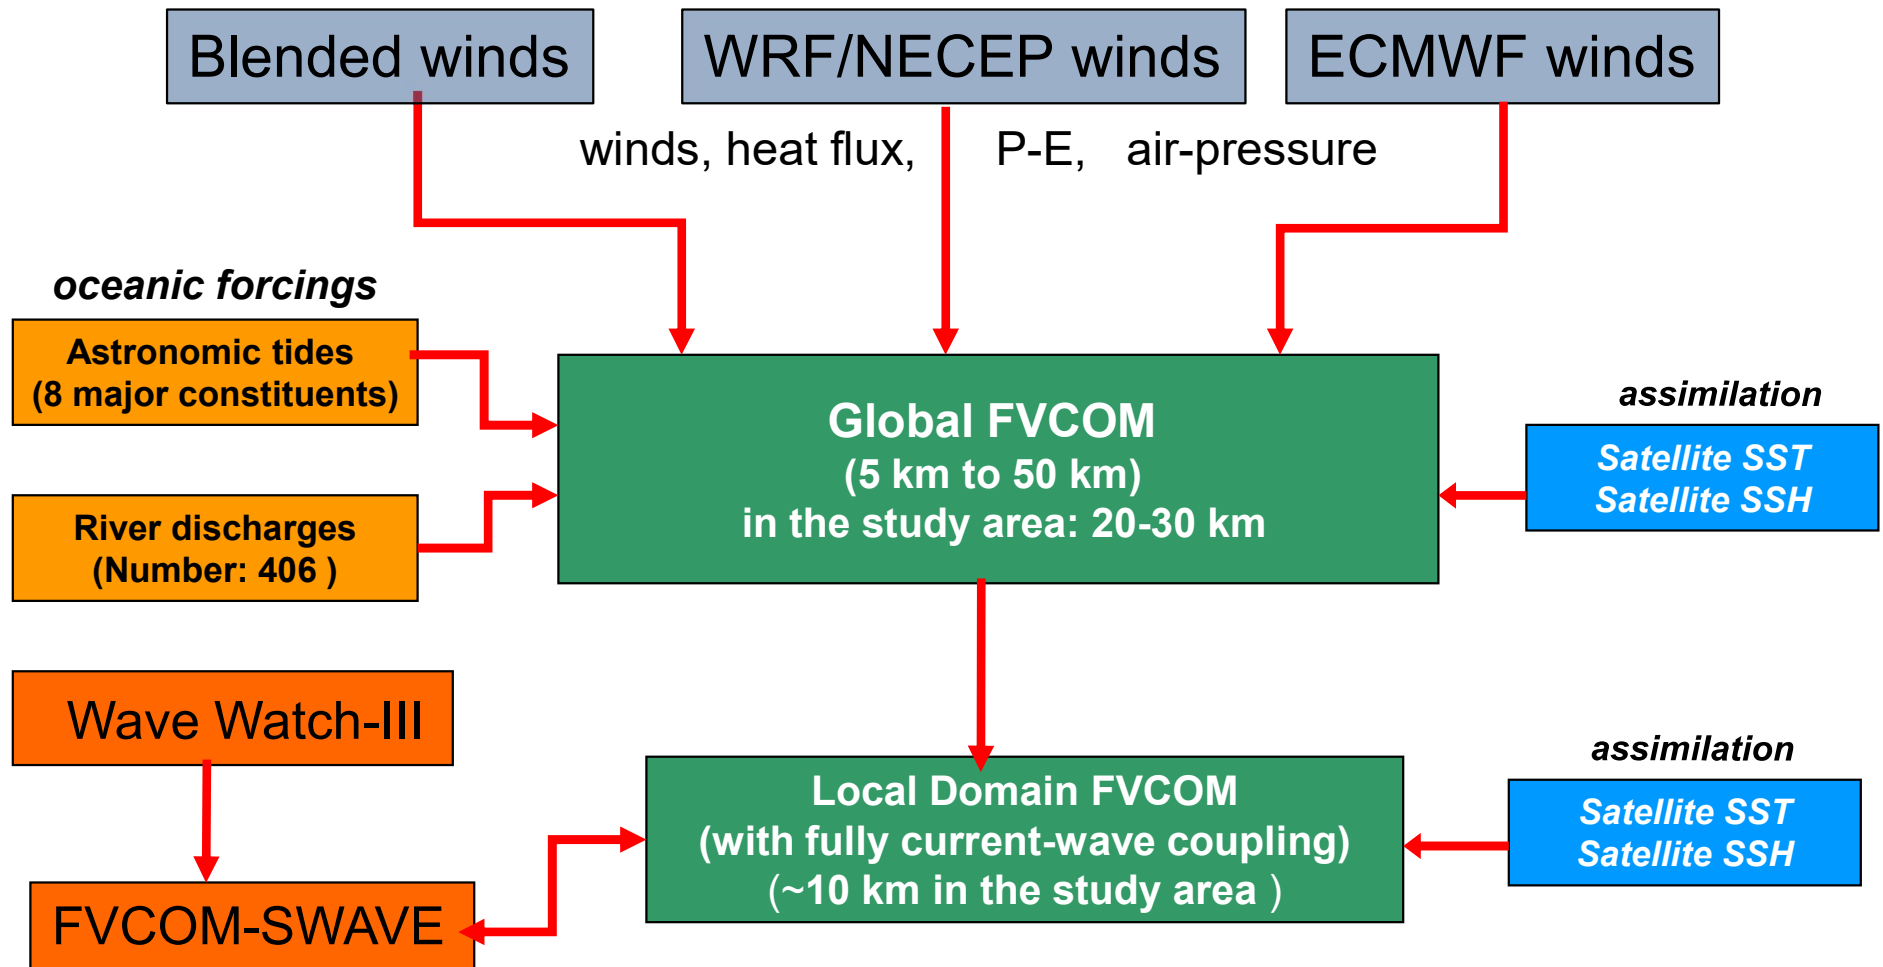 Blended winds
WRF/NECEP winds
ECMWF winds
winds, heat flux, P-E, air-pressure
oceanic forcings
Astronomic tides
(8 major constituents)
River discharges
(Number: 406 )
Global FVCOM
(5 km to 50 km)
in the study area: 20-30 km
assimilation
Satellite SST
Satellite SSH
Wave Watch-III
FVCOM-SWAVE
Local Domain FVCOM
(with fully current-wave coupling)
(~10 km in the study area )
assimilation
Satellite SST
Satellite SSH